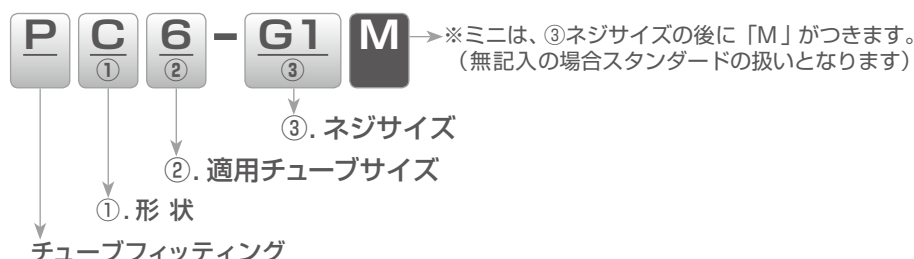 P C 6 - G1 M ※ミニは、③ネジサイズの後に「M」がつきます。
① ② ③ （無記入の場合スタンダードの扱いとなります）
③. ネジサイズ
②. 適用チューブサイズ
①. 形 状
チューブフィッティング